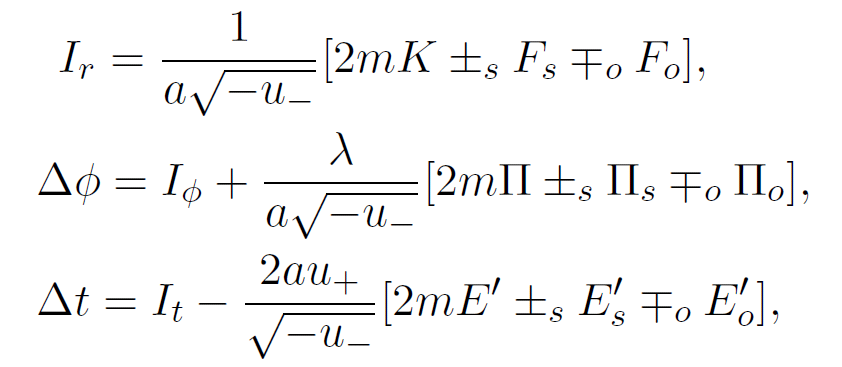 I_r = \frac{1}{a\sqrt{-u_-}} [2mK \pm_s F_s \mp_o F_o],
\Delta\phi = I_\phi + \frac{\lambda}{a\sqrt{-u_-}} [2m\Pi \pm_s \Pi_s \mp_o \Pi_o],
\Delta t = I_t - \frac{2au_+}{\sqrt{-u_-}} [2mE' \pm_s E'_s \mp_o E'_o],